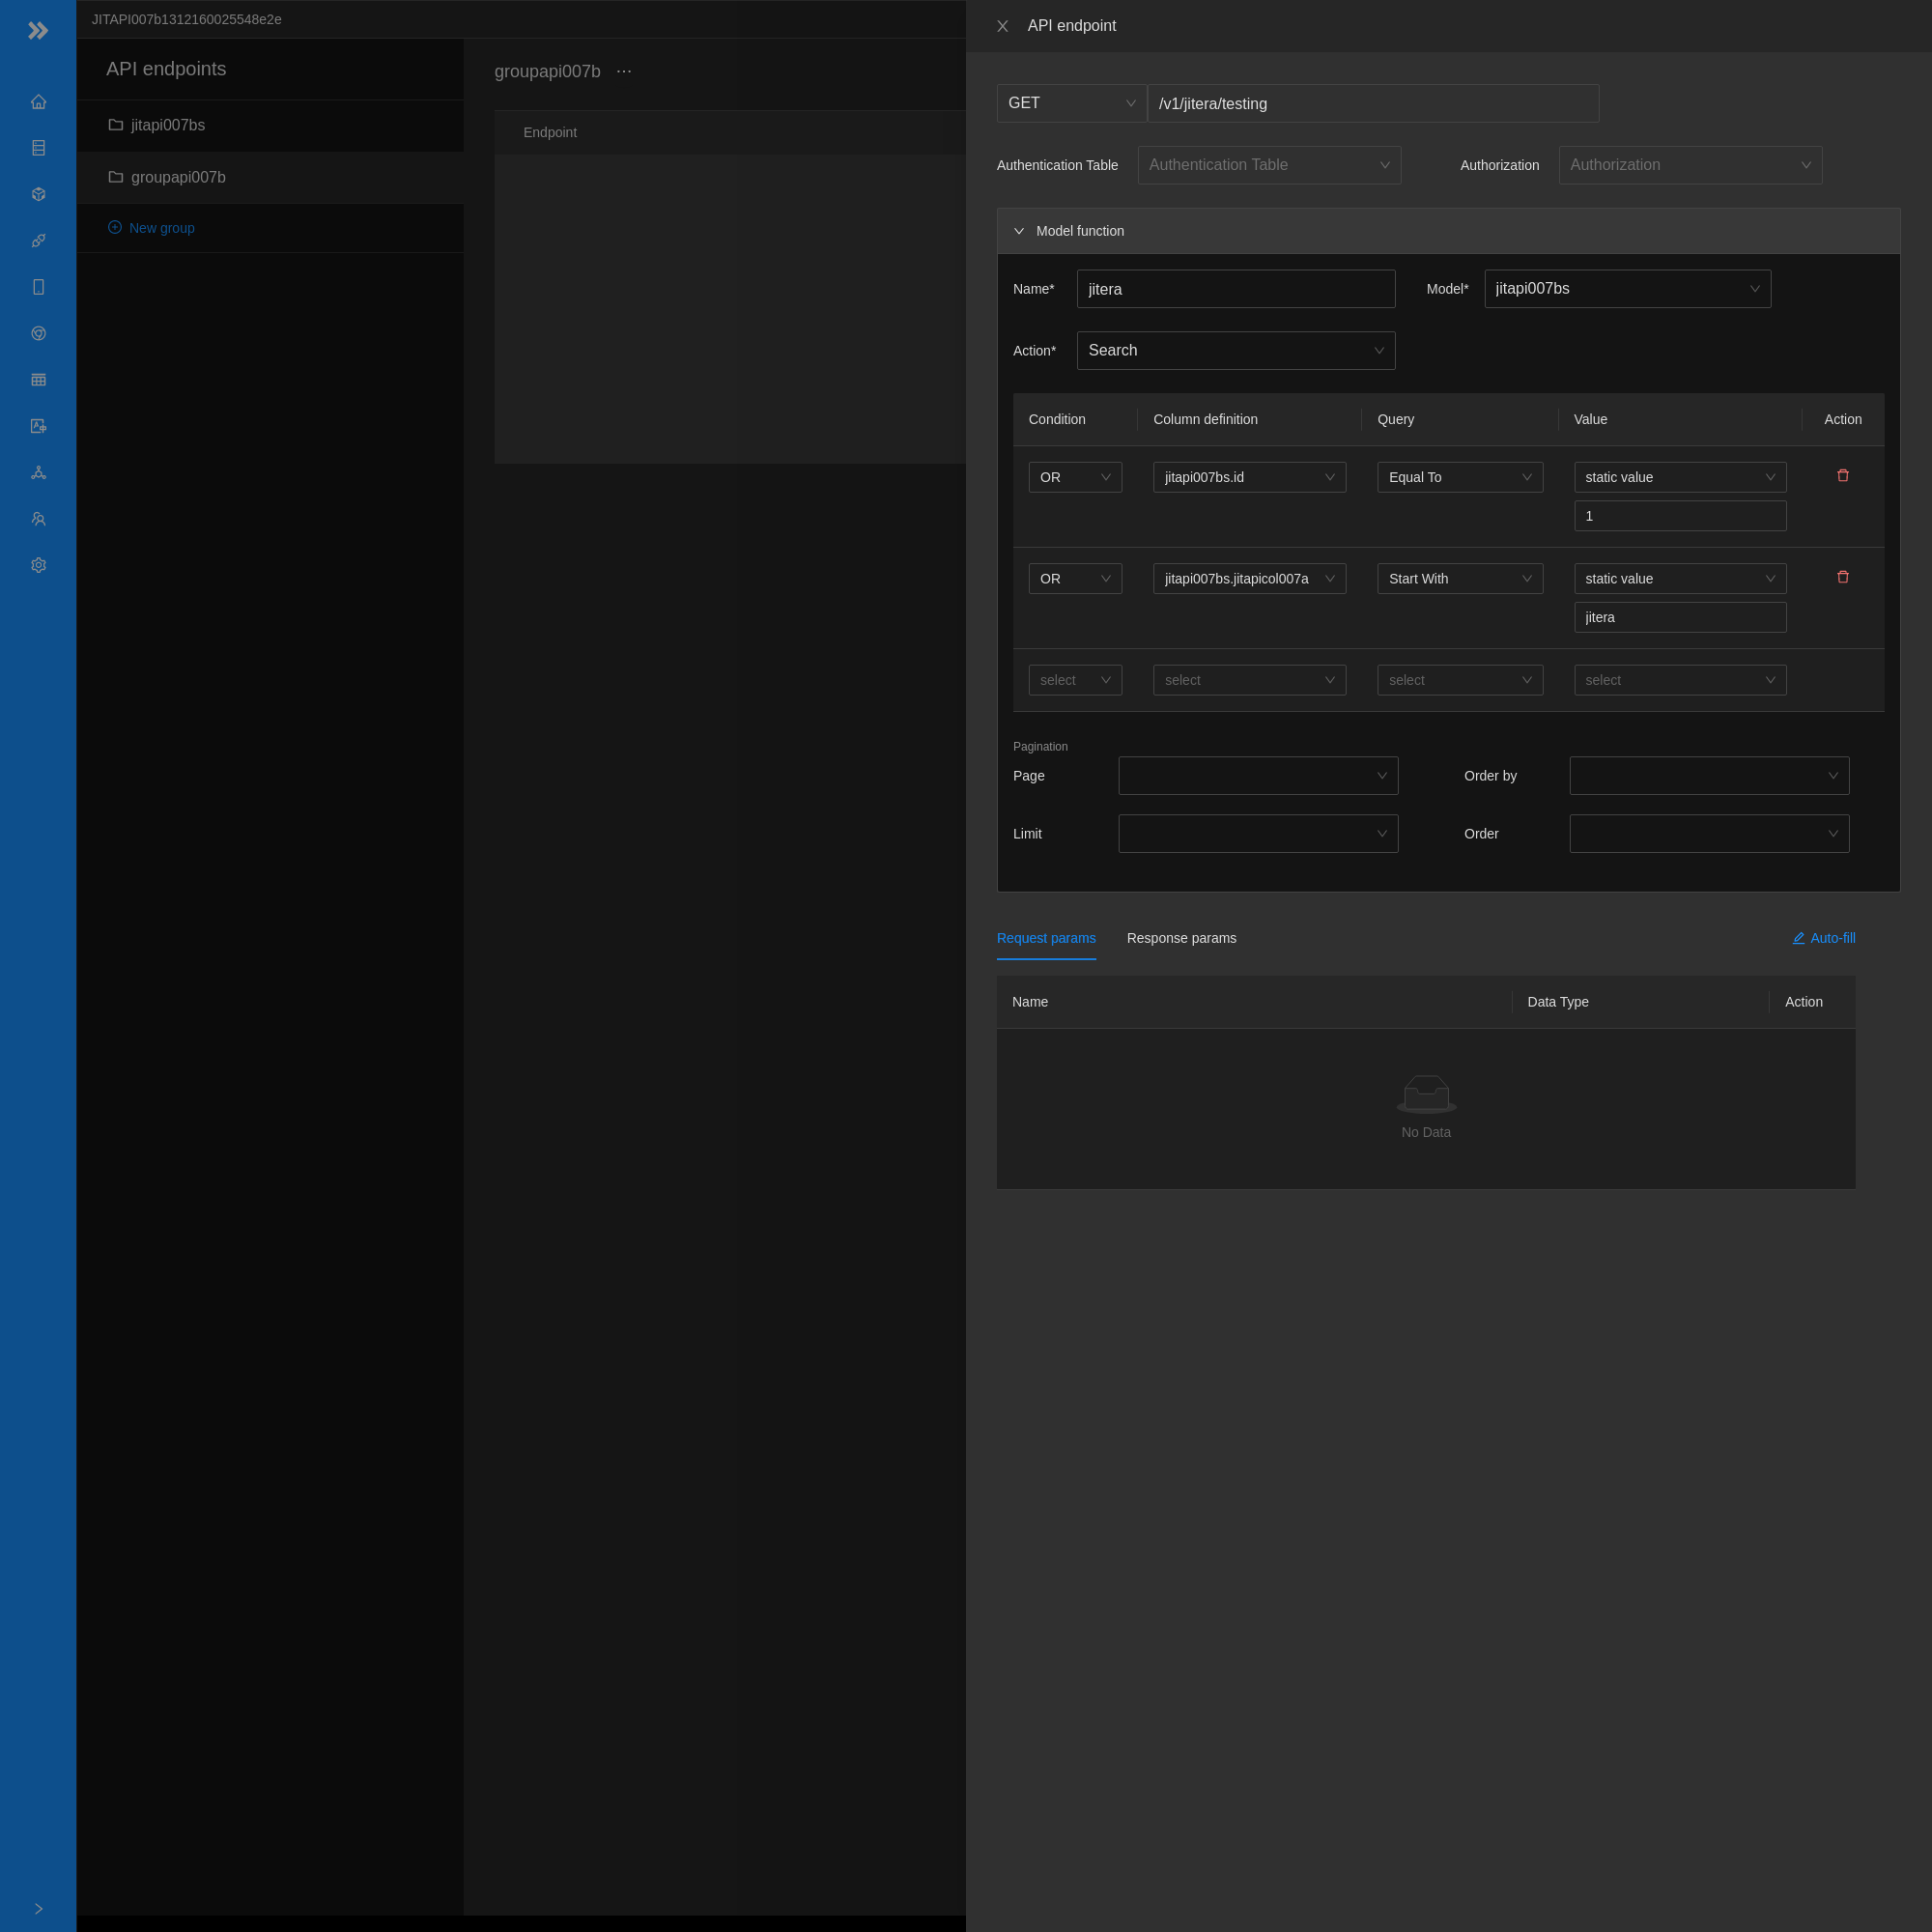 JITAPI007b1312160025548e2e
API endpoints
jitapi007bs
groupapi007b
New group
groupapi007b ...
Endpoint
API endpoint
GET /v1/jitera/testing
Authentication Table Authentication Table Authorization Authorization
Model function
Name* jitera Model* jitapi007bs
Action* Search
Condition Column definition Query Value Action
OR jitapi007bs.id Equal To static value
1
OR jitapi007bs.jitapicol007a Start With static value
jitera
select select select select
Pagination
Page Order by
Limit Order
Request params Response params Auto-fill
Name Data Type Action
No Data